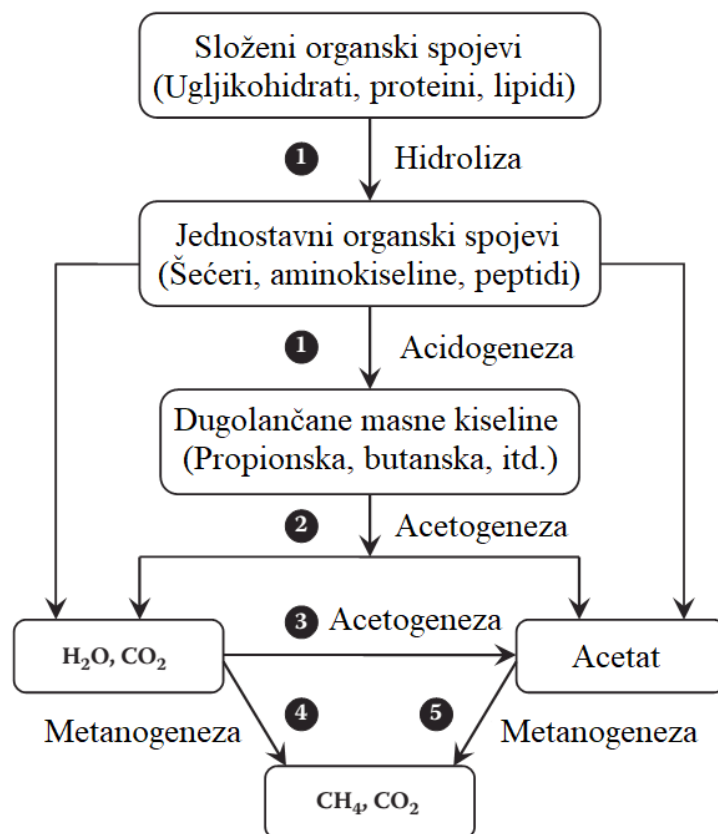 Složeni organski spojevi
(Ugljikohidrati, proteini, lipidi)
1 Hidroliza
Jednostavni organski spojevi
(Šećeri, aminokiseline, peptidi)
1 Acidogeneza
Dugolančane masne kiseline
(Propionska, butanska, itd.)
2 Acetogeneza
3 Acetogeneza
H₂O, CO₂
Acetat
Metanogeneza 4 5 Metanogeneza
CH₄, CO₂